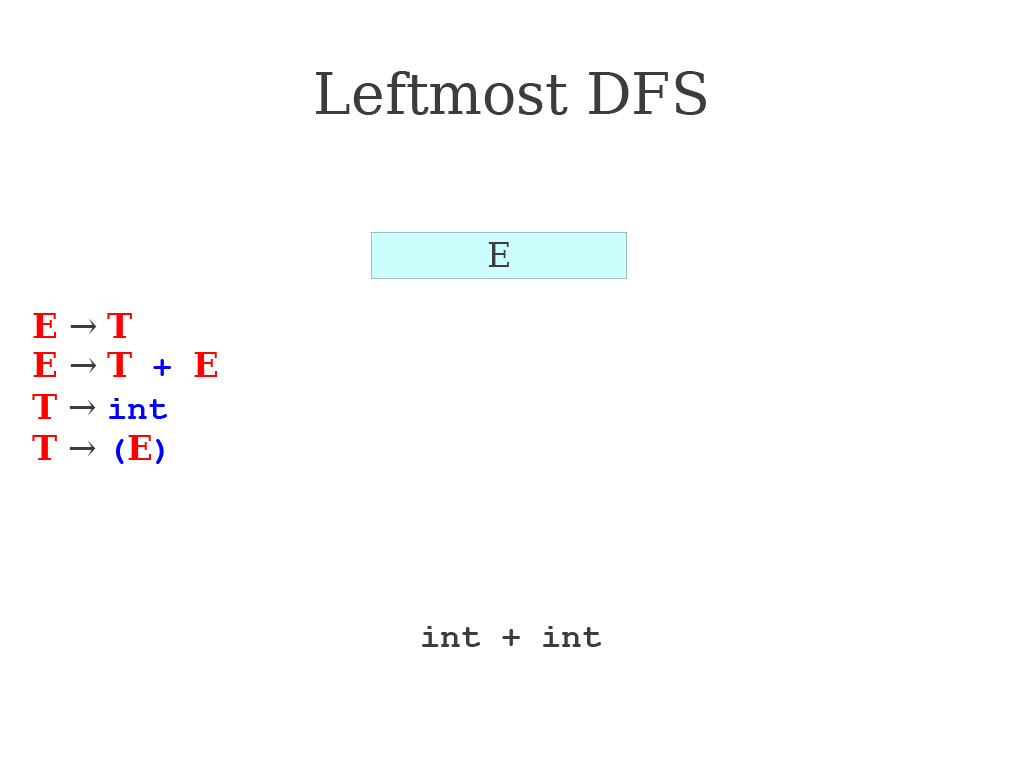 Leftmost DFS
E
E → T
E → T + E
T → int
T → (E)
int + int